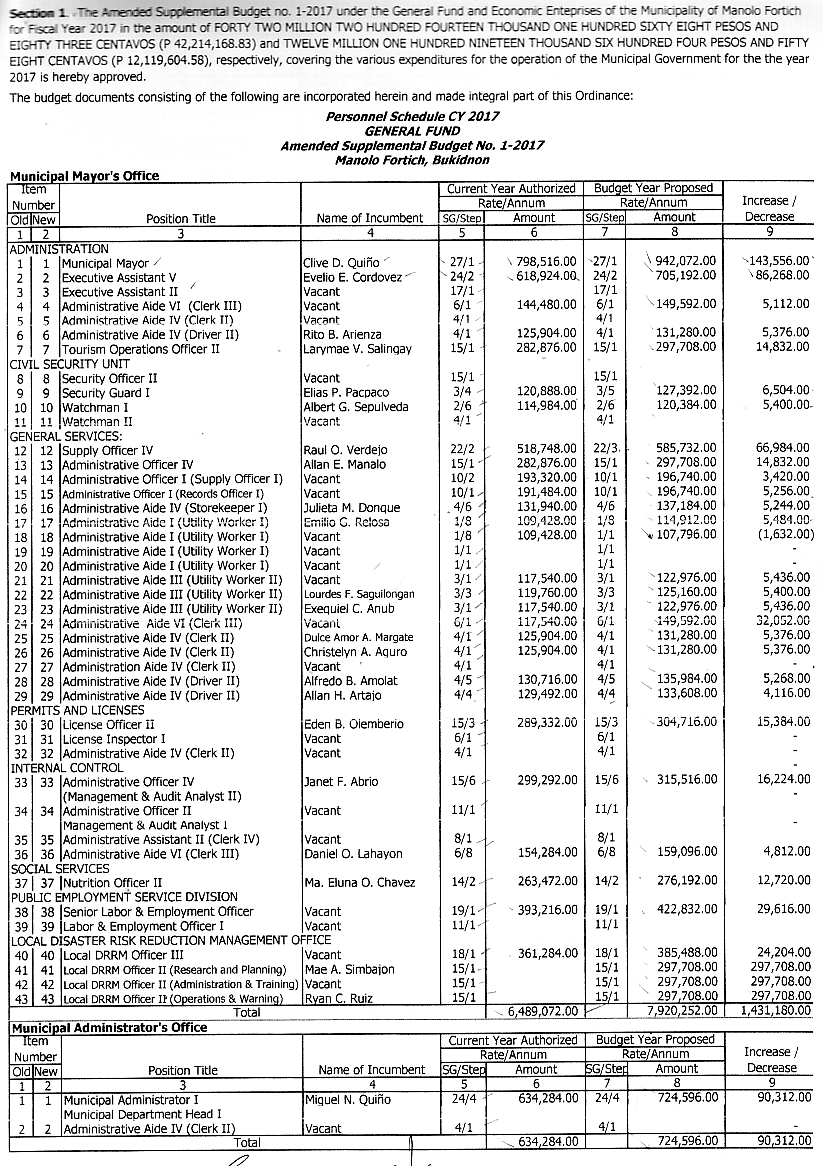 Section 1. The Amended Supplemental Budget no. 1-2017 under the General Fund and Economic Enteprises of the Municipality of Manolo Fortich
for Fiscal Year 2017 in the amount of FORTY TWO MILLION TWO HUNDRED FOURTEEN THOUSAND ONE HUNDRED SIXTY EIGHT PESOS AND
EIGHTY THREE CENTAVOS (P 42,214,168.83) and TWELVE MILLION ONE HUNDRED NINETEEN THOUSAND SIX HUNDRED FOUR PESOS AND FIFTY
EIGHT CENTAVOS (P 12,119,604.58), respectively, covering the various expenditures for the operation of the Municipal Government for the the year
2017 is hereby approved.
The budget documents consisting of the following are incorporated herein and made integral part of this Ordinance:
Personnel Schedule CY 2017
GENERAL FUND
Amended Supplemental Budget No. 1-2017
Manolo Fortich, Bukidnon
Municipal Mayor's Office
Item Current Year Authorized Budget Year Proposed
Number Rate/Annum Rate/Annum Increase /
Old New Position Title Name of Incumbent SG/Step Amount SG/Step Amount Decrease
1 2 3 4 5 6 7 8 9
ADMINISTRATION
1 1 Municipal Mayor Clive D. Quiño 27/1 798,516.00 27/1 942,072.00 143,556.00
2 2 Executive Assistant V Evelio E. Cordovez 24/2 618,924.00 24/2 705,192.00 86,268.00
3 3 Executive Assistant II Vacant 17/1 17/1
4 4 Administrative Aide VI (Clerk III) Vacant 6/1 144,480.00 6/1 149,592.00 5,112.00
5 5 Administrative Aide IV (Clerk II) Vacant 4/1 4/1
6 6 Administrative Aide IV (Driver II) Rito B. Arienza 4/1 125,904.00 4/1 131,280.00 5,376.00
7 7 Tourism Operations Officer II Larymae V. Salingay 15/1 282,876.00 15/1 297,708.00 14,832.00
CIVIL SECURITY UNIT
8 8 Security Officer II Vacant 15/1 15/1
9 9 Security Guard I Elias P. Pacpaco 3/4 120,888.00 3/5 127,392.00 6,504.00
10 10 Watchman I Albert G. Sepulveda 2/6 114,984.00 2/6 120,384.00 5,400.00
11 11 Watchman II Vacant 4/1 4/1
GENERAL SERVICES:
12 12 Supply Officer IV Raul O. Verdejo 22/2 518,748.00 22/3 585,732.00 66,984.00
13 13 Administrative Officer IV Allan E. Manalo 15/1 282,876.00 15/1 297,708.00 14,832.00
14 14 Administrative Officer I (Supply Officer I) Vacant 10/2 193,320.00 10/1 196,740.00 3,420.00
15 15 Administrative Officer I (Records Officer I) Vacant 10/1 191,484.00 10/1 196,740.00 5,256.00
16 16 Administrative Aide IV (Storekeeper I) Julieta M. Donque 4/6 131,940.00 4/6 137,184.00 5,244.00
17 17 Administrative Aide I (Utility Worker I) Emilio G. Relosa 1/8 109,428.00 1/8 114,912.00 5,484.00
18 18 Administrative Aide I (Utility Worker I) Vacant 1/8 109,428.00 1/1 107,796.00 (1,632.00)
19 19 Administrative Aide I (Utility Worker I) Vacant 1/1 1/1 -
20 20 Administrative Aide I (Utility Worker I) Vacant 1/1 1/1 -
21 21 Administrative Aide III (Utility Worker II) Vacant 3/1 117,540.00 3/1 122,976.00 5,436.00
22 22 Administrative Aide III (Utility Worker II) Lourdes F. Saguilongan 3/3 119,760.00 3/3 125,160.00 5,400.00
23 23 Administrative Aide III (Utility Worker II) Exequiel C. Anub 3/1 117,540.00 3/1 122,976.00 5,436.00
24 24 Administrative Aide VI (Clerk III) Vacant 6/1 117,540.00 6/1 149,592.00 32,052.00
25 25 Administrative Aide IV (Clerk II) Dulce Amor A. Margate 4/1 125,904.00 4/1 131,280.00 5,376.00
26 26 Administrative Aide IV (Clerk II) Christelyn A. Aguro 4/1 125,904.00 4/1 131,280.00 5,376.00
27 27 Administration Aide IV (Clerk II) Vacant 4/1 4/1 -
28 28 Administrative Aide IV (Driver II) Alfredo B. Amolat 4/5 130,716.00 4/5 135,984.00 5,268.00
29 29 Administrative Aide IV (Driver II) Allan H. Artajo 4/4 129,492.00 4/4 133,608.00 4,116.00
PERMITS AND LICENSES
30 30 License Officer II Eden B. Olemberio 15/3 289,332.00 15/3 304,716.00 15,384.00
31 31 License Inspector I Vacant 6/1 6/1 -
32 32 Administrative Aide IV (Clerk II) Vacant 4/1 4/1 -
INTERNAL CONTROL -
33 33 Administrative Officer IV Janet F. Abrio 15/6 299,292.00 15/6 315,516.00 16,224.00
(Management & Audit Analyst II) -
34 34 Administrative Officer II Vacant 11/1 11/1
Management & Audit Analyst I -
35 35 Administrative Assistant II (Clerk IV) Vacant 8/1 8/1
36 36 Administrative Aide VI (Clerk III) Daniel O. Lahayon 6/8 154,284.00 6/8 159,096.00 4,812.00
SOCIAL SERVICES
37 37 Nutrition Officer II Ma. Eluna O. Chavez 14/2 263,472.00 14/2 276,192.00 12,720.00
PUBLIC EMPLOYMENT SERVICE DIVISION
38 38 Senior Labor & Employment Officer Vacant 19/1 393,216.00 19/1 422,832.00 29,616.00
39 39 Labor & Employment Officer I Vacant 11/1 11/1
LOCAL DISASTER RISK REDUCTION MANAGEMENT OFFICE
40 40 Local DRRM Officer III Vacant 18/1 361,284.00 18/1 385,488.00 24,204.00
41 41 Local DRRM Officer II (Research and Planning) Mae A. Simbajon 15/1 15/1 297,708.00 297,708.00
42 42 Local DRRM Officer II (Administration & Training) Vacant 15/1 15/1 297,708.00 297,708.00
43 43 Local DRRM Officer II (Operations & Warning) Ryan C. Ruiz 15/1 15/1 297,708.00 297,708.00
Total 6,489,072.00 7,920,252.00 1,431,180.00
Municipal Administrator's Office
Item Current Year Authorized Budget Year Proposed
Number Rate/Annum Rate/Annum Increase /
Old New Position Title Name of Incumbent SG/Step Amount SG/Step Amount Decrease
1 2 3 4 5 6 7 8 9
1 1 Municipal Administrator I Miguel N. Quiño 24/4 634,284.00 24/4 724,596.00 90,312.00
Municipal Department Head I
2 2 Administrative Aide IV (Clerk II) Vacant 4/1 4/1 -
Total 634,284.00 724,596.00 90,312.00